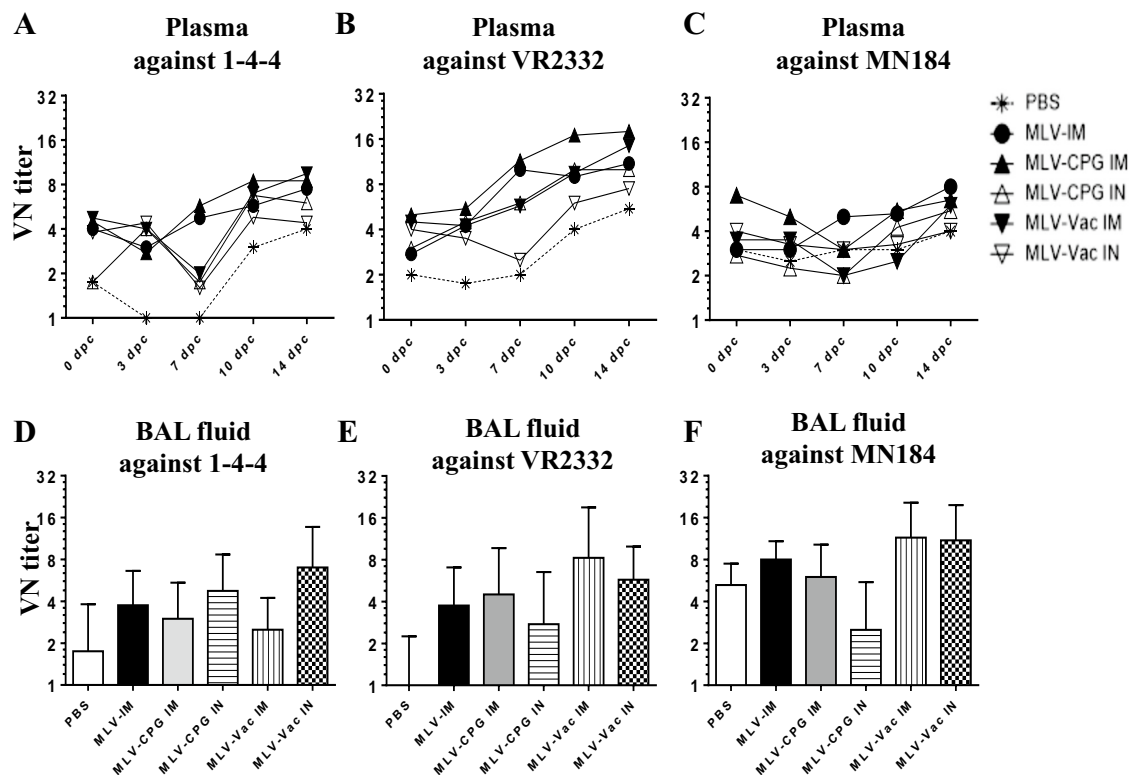 A
Plasma
against 1-4-4
VN titer
32
16
8
4
2
1
0 dpc
3 dpc
7 dpc
10 dpc
14 dpc
B
Plasma
against VR2332
32
16
8
4
2
1
0 dpc
3 dpc
7 dpc
10 dpc
14 dpc
C
Plasma
against MN184
32
16
8
4
2
1
0 dpc
3 dpc
7 dpc
10 dpc
14 dpc
PBS
MLV-IM
MLV-CPG IM
MLV-CPG IN
MLV-Vac IM
MLV-Vac IN
D
BAL fluid
against 1-4-4
VN titer
32
16
8
4
2
1
PBS
MLV-IM
MLV-CPG IM
MLV-CPG IN
MLV-Vac IM
MLV-Vac IN
E
BAL fluid
against VR2332
32
16
8
4
2
1
PBS
MLV-IM
MLV-CPG IM
MLV-CPG IN
MLV-Vac IM
MLV-Vac IN
F
BAL fluid
against MN184
32
16
8
4
2
1
PBS
MLV-IM
MLV-CPG IM
MLV-CPG IN
MLV-Vac IM
MLV-Vac IN